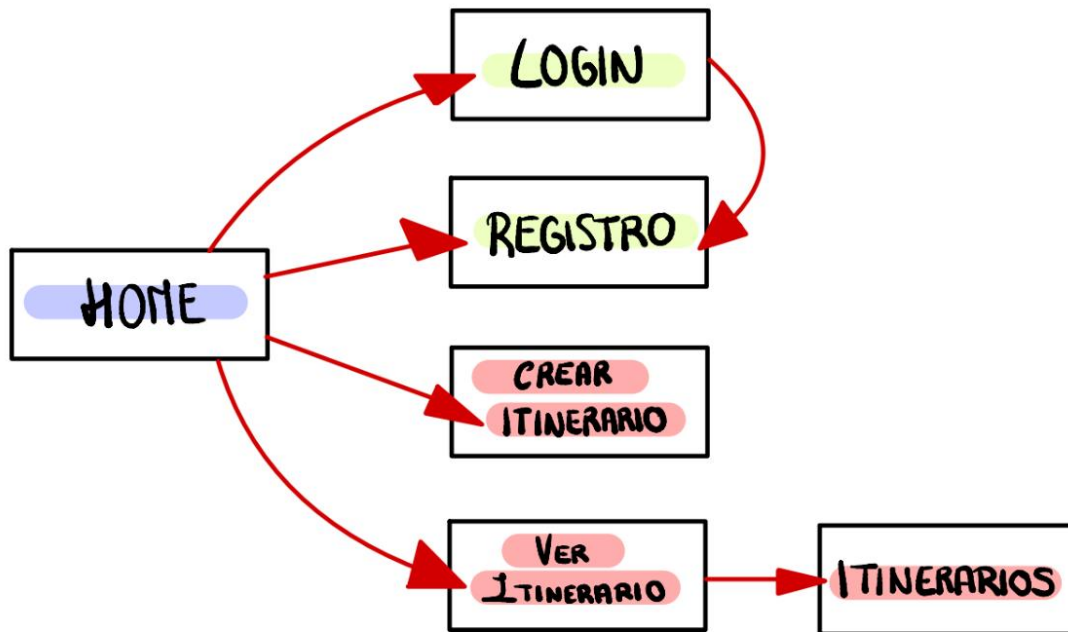 LOGIN
REGISTRO
HOME
CREAR
ITINERARIO
VER
ITINERARIO
ITINERARIOS